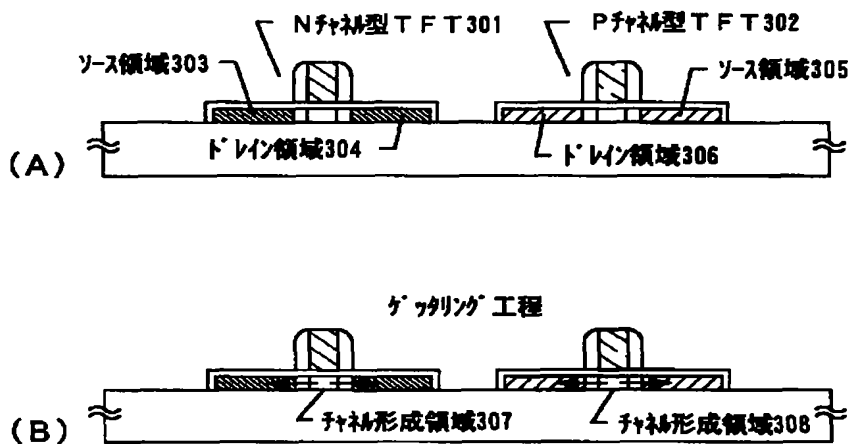 Nチャネル型TFT301
Pチャネル型TFT302
ソース領域303
ソース領域305
ドレイン領域304
ドレイン領域306
(A)
ゲッタリング工程
チャネル形成領域307
チャネル形成領域308
(B)